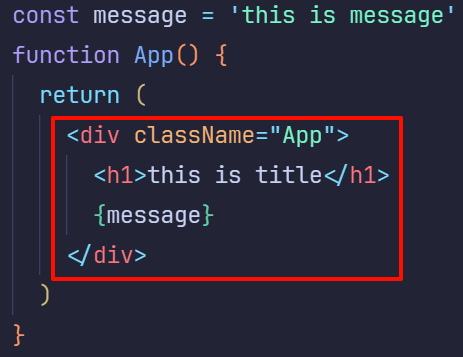 const message = 'this is message'
function App() {
return (
<div className="App">
<h1>this is title</h1>
{message}
</div>
)
}